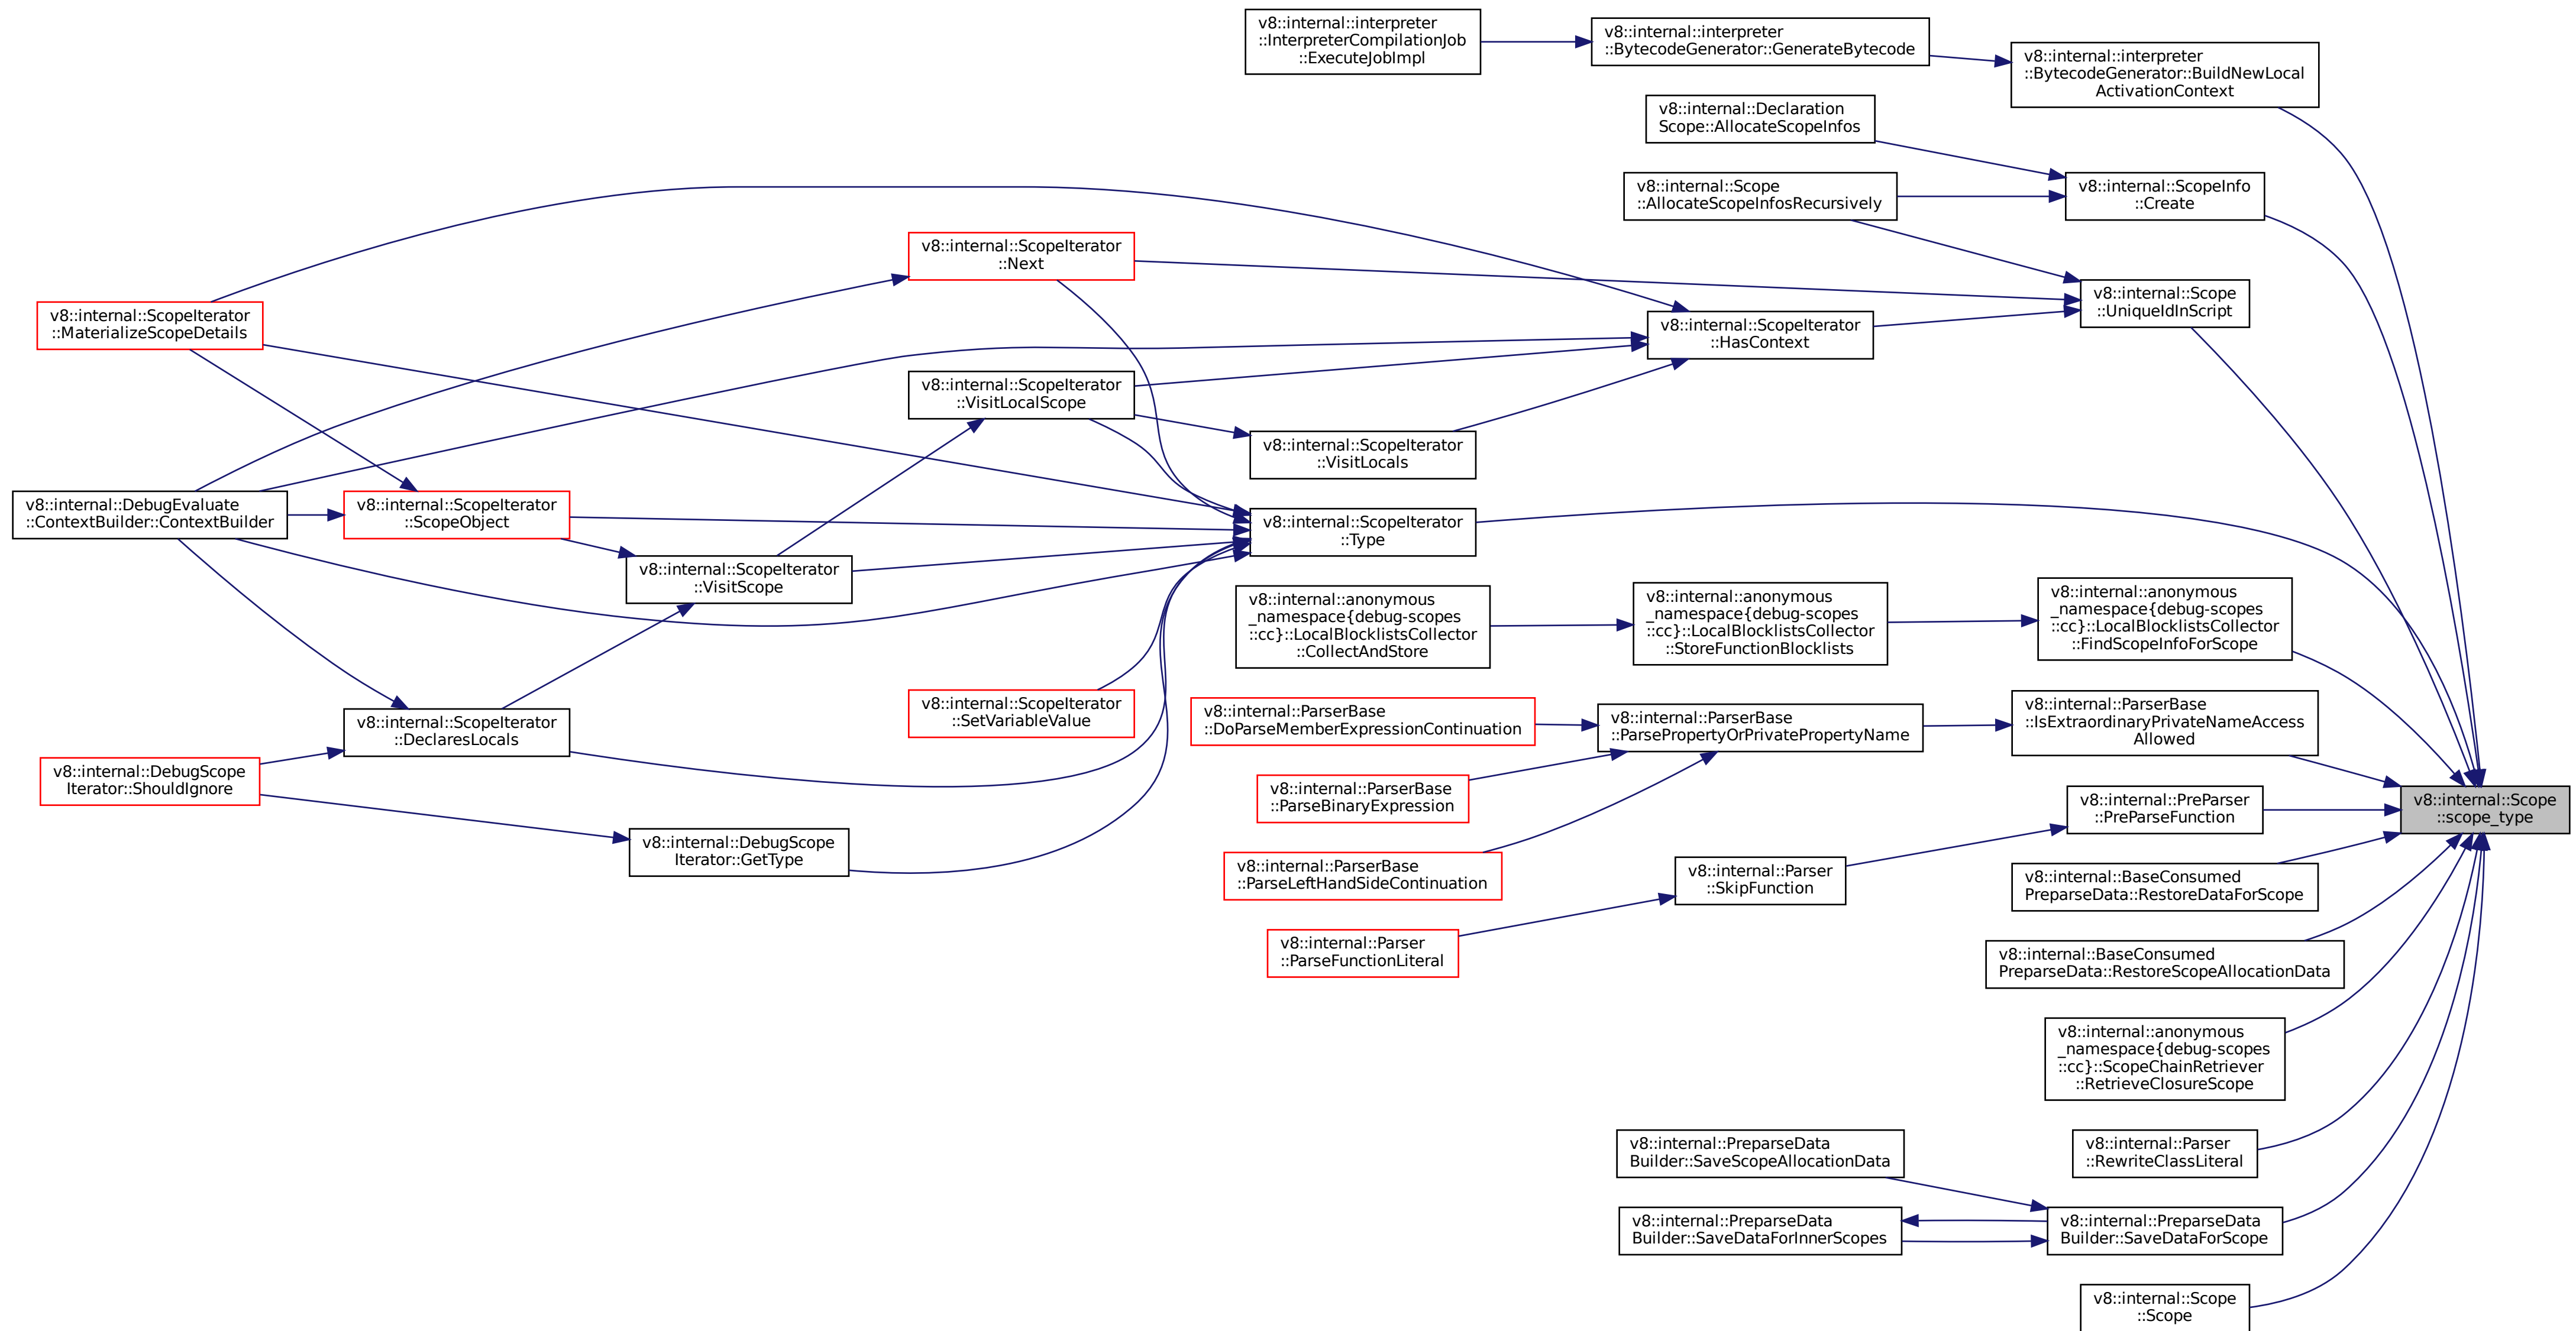 v8::internal::interpreter
::InterpreterCompilationJob
::ExecuteJobImpl
v8::internal::interpreter
::BytecodeGenerator::GenerateBytecode
v8::internal::interpreter
::BytecodeGenerator::BuildNewLocal
ActivationContext
v8::internal::Declaration
Scope::AllocateScopeInfos
v8::internal::Scope
::AllocateScopeInfosRecursively
v8::internal::ScopeInfo
::Create
v8::internal::ScopeIterator
::Next
v8::internal::Scope
::UniqueIdInScript
v8::internal::ScopeIterator
::MaterializeScopeDetails
v8::internal::ScopeIterator
::HasContext
v8::internal::ScopeIterator
::VisitLocalScope
v8::internal::ScopeIterator
::VisitLocals
v8::internal::DebugEvaluate
::ContextBuilder::ContextBuilder
v8::internal::ScopeIterator
::ScopeObject
v8::internal::ScopeIterator
::Type
v8::internal::ScopeIterator
::VisitScope
v8::internal::anonymous
_namespace{debug-scopes
::cc}::LocalBlocklistsCollector
::CollectAndStore
v8::internal::anonymous
_namespace{debug-scopes
::cc}::LocalBlocklistsCollector
::StoreFunctionBlocklists
v8::internal::anonymous
_namespace{debug-scopes
::cc}::LocalBlocklistsCollector
::FindScopeInfoForScope
v8::internal::ScopeIterator
::SetVariableValue
v8::internal::ParserBase
::DoParseMemberExpressionContinuation
v8::internal::ParserBase
::ParsePropertyOrPrivatePropertyName
v8::internal::ParserBase
::IsExtraordinaryPrivateNameAccess
Allowed
v8::internal::ScopeIterator
::DeclaresLocals
v8::internal::DebugScope
Iterator::ShouldIgnore
v8::internal::ParserBase
::ParseBinaryExpression
v8::internal::PreParser
::PreParseFunction
v8::internal::Scope
::scope_type
v8::internal::DebugScope
Iterator::GetType
v8::internal::ParserBase
::ParseLeftHandSideContinuation
v8::internal::Parser
::SkipFunction
v8::internal::BaseConsumed
PreparseData::RestoreDataForScope
v8::internal::Parser
::ParseFunctionLiteral
v8::internal::BaseConsumed
PreparseData::RestoreScopeAllocationData
v8::internal::anonymous
_namespace{debug-scopes
::cc}::ScopeChainRetriever
::RetrieveClosureScope
v8::internal::PreparseData
Builder::SaveScopeAllocationData
v8::internal::Parser
::RewriteClassLiteral
v8::internal::PreparseData
Builder::SaveDataForInnerScopes
v8::internal::PreparseData
Builder::SaveDataForScope
v8::internal::Scope
::Scope